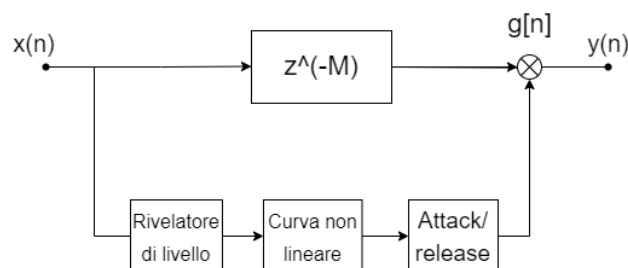 g[n]
x(n)
y(n)
z^(-M)
Rivelatore
di livello
Curva non
lineare
Attack/
release